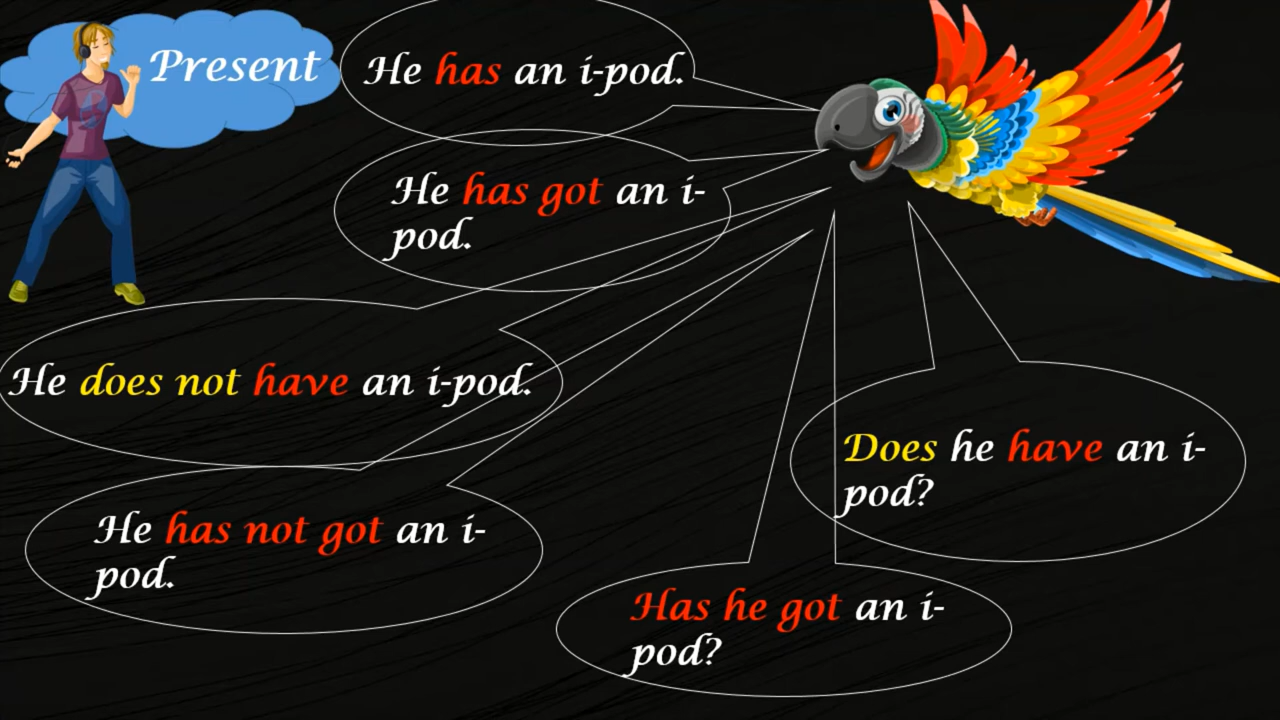 Present
He has an i-pod.
He has got an i-
pod.
He does not have an i-pod.
He has not got an i-
pod.
Does he have an i-
pod?
Has he got an i-
pod?